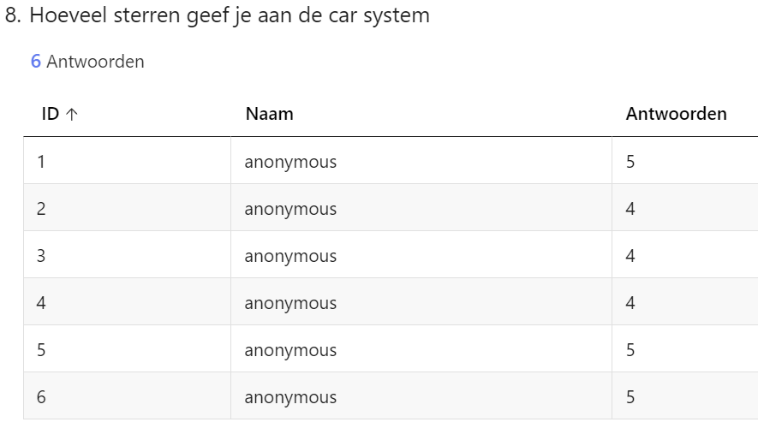 8. Hoeveel sterren geef je aan de car system
6 Antwoorden
ID ↑ Naam Antwoorden
1 anonymous 5
2 anonymous 4
3 anonymous 4
4 anonymous 4
5 anonymous 5
6 anonymous 5